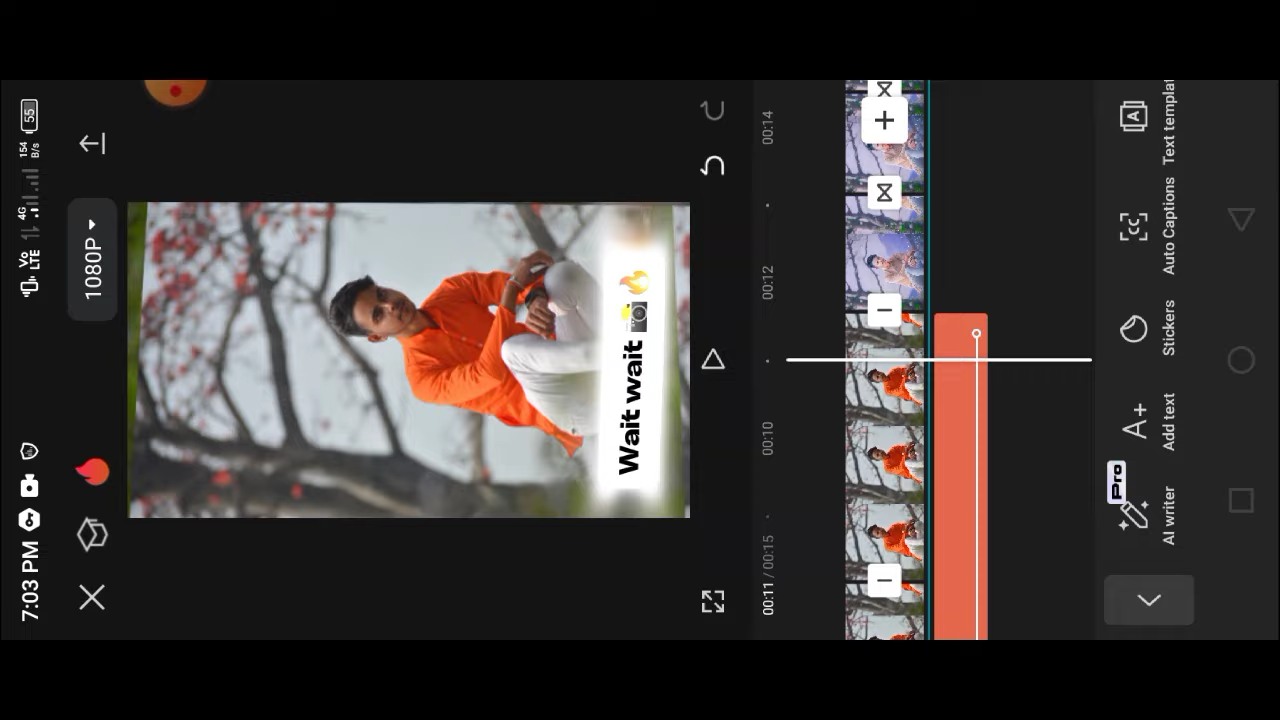 7:03 PM
Vo LTE 4G 154 B/s 55
1080P
Wait wait 📸🔥
00:11 / 00:15
00:10
00:12
00:14
Pro
AI writer
Add text
Stickers
Auto Captions
Text templat